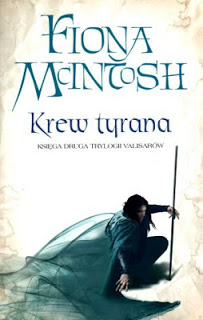 FIONA
MCINTOSH
Krew tyrana
KSIĘGA DRUGA TRYLOGII VALISARÓW